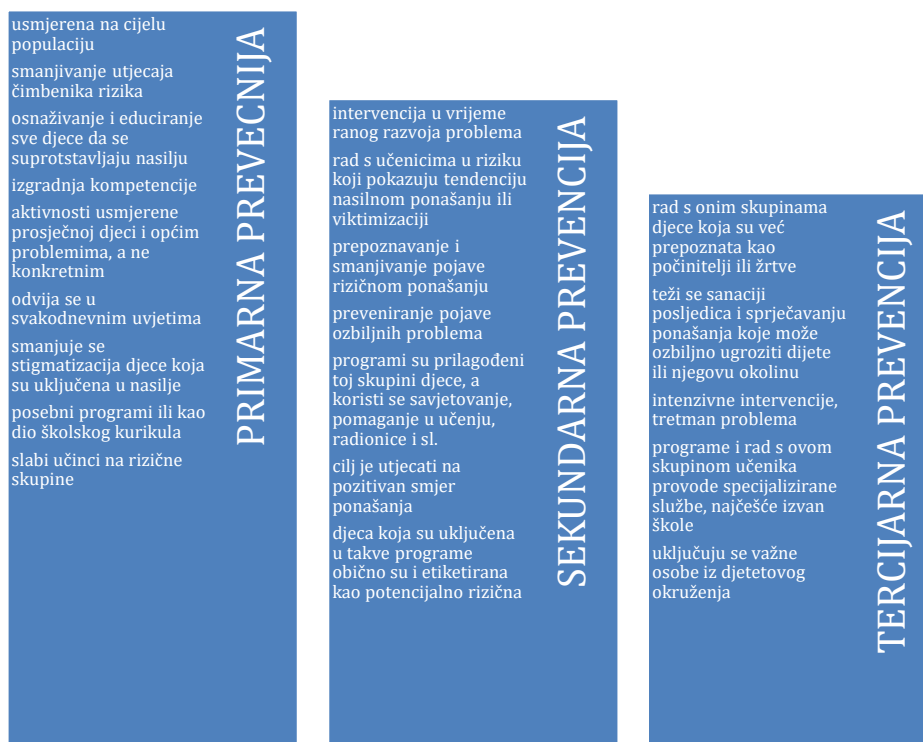 usmjerena na cijelu
populaciju
smanjivanje utjecaja
čimbenika rizika
osnaživanje i educiranje
sve djece da se
suprotstavljaju nasilju
izgradnja kompetencije
aktivnosti usmjerene
prosječnoj djeci i općim
problemima, a ne
konkretnim
odvija se u
svakodnevnim uvjetima
smanjuje se
stigmatizacija djece koja
su uključena u nasilje
posebni programi ili kao
dio školskog kurikula
slabi učinci na rizične
skupine
PRIMARNA PREVECNIJA
intervencija u vrijeme
ranog razvoja problema
rad s učenicima u riziku
koji pokazuju tendenciju
nasilnom ponašanju ili
viktimizaciji
prepoznavanje i
smanjivanje pojave
rizičnom ponašanju
preveniranje pojave
ozbiljnih problema
programi su prilagođeni
toj skupini djece, a
koristi se savjetovanje,
pomaganje u učenju,
radionice i sl.
cilj je utjecati na
pozitivan smjer
ponašanja
djeca koja su uključena
u takve programe
obično su i etiketirana
kao potencijalno rizična
SEKUNDARNA PREVENCIJA
rad s onim skupinama
djece koja su već
prepoznata kao
počinitelji ili žrtve
teži se sanaciji
posljedica i sprječavanju
ponašanja koje može
ozbiljno ugroziti dijete
ili njegovu okolinu
intenzivne intervencije,
tretman problema
programe i rad s ovom
skupinom učenika
provode specijalizirane
službe, najčešće izvan
škole
uključuju se važne
osobe iz djetetovog
okruženja
TERCIJARNA PREVENCIJA